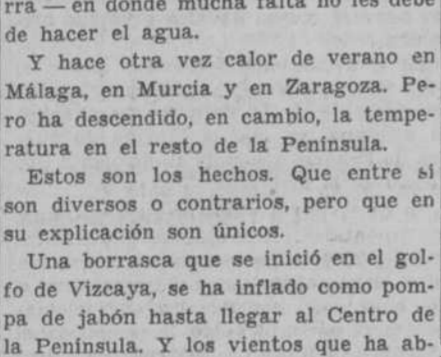 rra — en donde mucha falta no les debe
de hacer el agua.
Y hace otra vez calor de verano en
Málaga, en Murcia y en Zaragoza. Pe-
ro ha descendido, en cambio, la tempe-
ratura en el resto de la Península.
Estos son los hechos. Que entre sí
son diversos o contrarios, pero que en
su explicación son únicos.
Una borrasca que se inició en el gol-
fo de Vizcaya, se ha inflado como pom-
pa de jabón hasta llegar al Centro de
la Península. Y los vientos que ha ab-